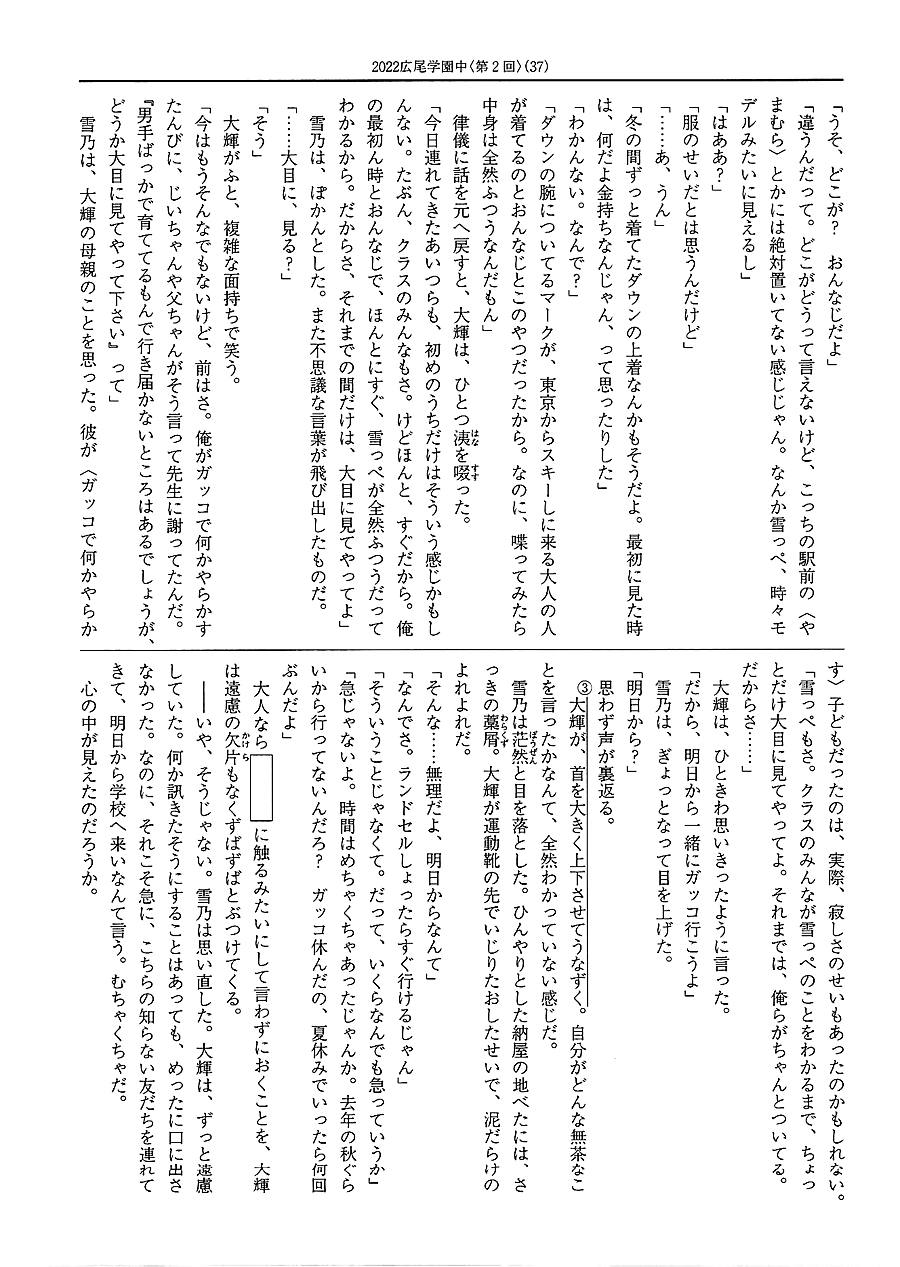 2022広尾学園中〈第2回〉(37)
「うそ、どこが？　おんなじだよ」
「違うんだって。どこがどうって言えないけど、こっちの駅前の〈や
まむら〉とかには絶対置いてない感じじゃん。なんか雪っぺ、時々モ
デルみたいに見えるし」
「はああ？」
「服のせいだとは思うんだけど」
「……あ、うん」
「冬の間ずっと着てたダウンの上着なんかもそうだよ。最初に見た時
は、何だよ金持ちなんじゃん、って思ったりした」
「わかんない。なんで？」
「ダウンの腕についてるマークが、東京からスキーしに来る大人の人
が着てるのとおんなじとこのやつだったから。なのに、喋ってみたら
中身は全然ふつうなんだもん」
律儀に話を元へ戻すと、大輝は、ひとつ洟はなを啜すすった。
「今日連れてきたあいつらも、初めのうちだけはそういう感じかもし
んない。たぶん、クラスのみんなもさ。けどほんと、すぐだから。俺
の最初ん時とおんなじで、ほんとにすぐ、雪っぺが全然ふつうだって
わかるから。だからさ、それまでの間だけは、大目に見てやってよ」
雪乃は、ぽかんとした。また不思議な言葉が飛び出したものだ。
「……大目に、見る？」
「そう」
大輝がふと、複雑な面持ちで笑う。
「今はもうそんなでもないけど、前はさ。俺がガッコで何かやらかす
たんびに、じいちゃんや父ちゃんがそう言って先生に謝ってたんだ。
『男手ばっかで育ててるもんで行き届かないところはあるでしょうが、
どうか大目に見てやって下さい』って」
雪乃は、大輝の母親のことを思った。彼が〈ガッコで何かやらか
す〉子どもだったのは、実際、寂しさのせいもあったのかもしれない。
「雪っぺもさ。クラスのみんなが雪っぺのことをわかるまで、ちょっ
とだけ大目に見てやってよ。それまでは、俺らがちゃんとついてる。
だからさ……」
大輝は、ひときわ思いきったように言った。
「だから、明日から一緒にガッコ行こうよ」
雪乃は、ぎょっとなって目を上げた。
「明日から？」
思わず声が裏返る。
③大輝が、首を大きく上下させてうなずく。自分がどんな無茶なこ
とを言ったかなんて、全然わかっていない感じだ。
雪乃は茫然ぼうぜんと目を落とした。ひんやりとした納屋の地べたには、さ
っきの藁屑わらくず。大輝が運動靴の先でいじりたおしたせいで、泥だらけの
よれよれだ。
「そんな……無理だよ、明日からなんて」
「なんでさ。ランドセルしょったらすぐ行けるじゃん」
「そういうことじゃなくて。だって、いくらなんでも急っていうか」
「急じゃないよ。時間はめちゃくちゃあったじゃんか。去年の秋ぐら
いから行ってないんだろ？　ガッコ休んだの、夏休みでいったら何回
ぶんだよ」
大人なら　　　に触るみたいにして言わずにおくことを、大輝
は遠慮の欠片かけらもなくずばずばとぶつけてくる。
――いや、そうじゃない。雪乃は思い直した。大輝は、ずっと遠慮
していた。何か訊きたそうにすることはあっても、めったに口に出さ
なかった。なのに、それこそ急に、こちらの知らない友だちを連れて
きて、明日から学校へ来いなんて言う。むちゃくちゃだ。
心の中が見えたのだろうか。